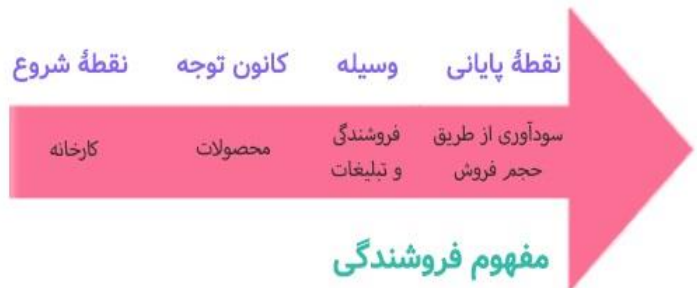 نقطهٔ شروع
کانون توجه
وسیله
نقطهٔ پایانی
کارخانه
محصولات
فروشندگی
و تبلیغات
سودآوری از طریق
حجم فروش
مفهوم فروشندگی